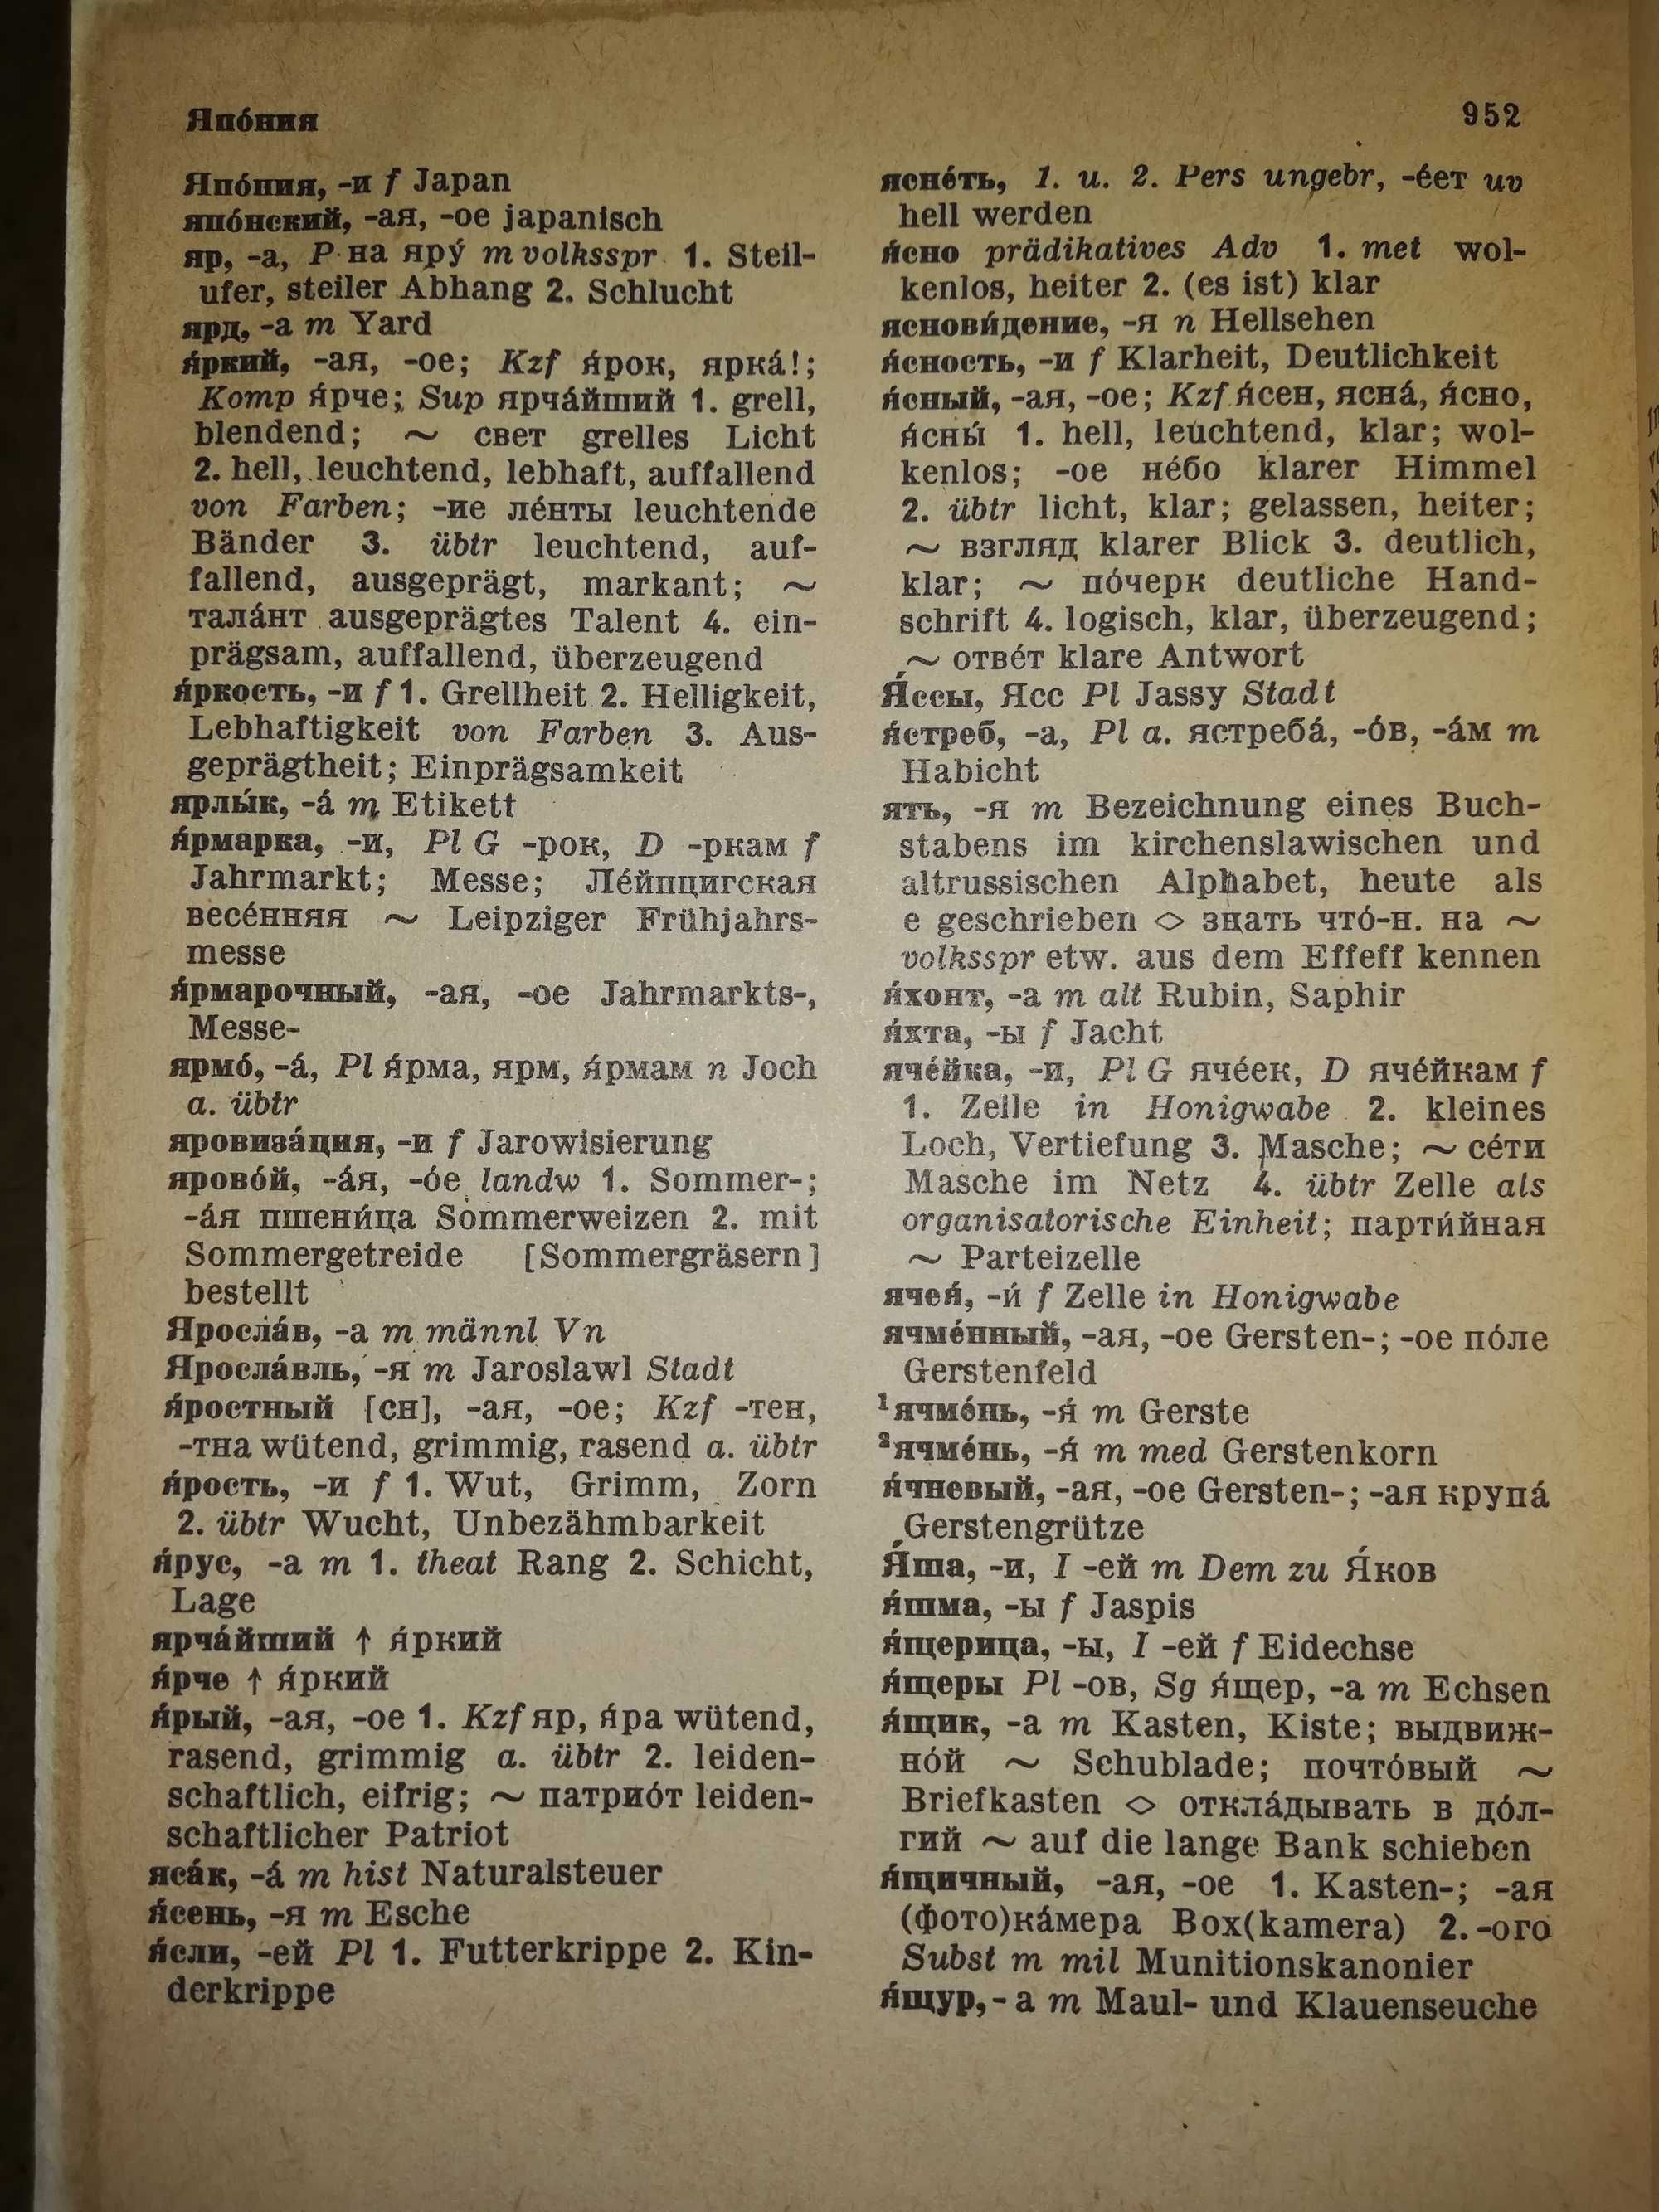 Япо́ния
952
Япо́ния, -и f Japan
япо́нский, -ая, -ое japanisch
яр, -а, P на яру́ m volksspr 1. Steil-
ufer, steiler Abhang 2. Schlucht
ярд, -а m Yard
я́ркий, -ая, -ое; Kzf я́рок, ярка́!;
Komp я́рче; Sup ярча́йший 1. grell,
blendend; ~ свет grelles Licht
2. hell, leuchtend, lebhaft, auffallend
von Farben; -ие ле́нты leuchtende
Bänder 3. übtr leuchtend, auf-
fallend, ausgeprägt, markant; ~
тала́нт ausgeprägtes Talent 4. ein-
prägsam, auffallend, überzeugend
я́ркость, -и f 1. Grellheit 2. Helligkeit,
Lebhaftigkeit von Farben 3. Aus-
geprägtheit; Einprägsamkeit
ярлы́к, -а́ m Etikett
я́рмарка, -и, Pl G -рок, D -ркам f
Jahrmarkt; Messe; Ле́йпцигская
весе́нняя ~ Leipziger Frühjahrs-
messe
я́рмарочный, -ая, -ое Jahrmarkts-,
Messe-
ярмо́, -а́, Pl я́рма, ярм, я́рмам n Joch
a. übtr
яровиза́ция, -и f Jarowisierung
ярово́й, -а́я, -о́е landw 1. Sommer-;
-а́я пшени́ца Sommerweizen 2. mit
Sommergetreide [Sommergräsern]
bestellt
Яросла́в, -а m männl Vn
Яросла́вль, -я m Jaroslawl Stadt
я́ростный [сн], -ая, -ое; Kzf -тен,
-тна wütend, grimmig, rasend a. übtr
я́рость, -и f 1. Wut, Grimm, Zorn
2. übtr Wucht, Unbezähmbarkeit
я́рус, -а m 1. theat Rang 2. Schicht,
Lage
ярча́йший ↑ я́ркий
я́рче ↑ я́ркий
я́рый, -ая, -ое 1. Kzf яр, я́ра wütend,
rasend, grimmig a. übtr 2. leiden-
schaftlich, eifrig; ~ патрио́т leiden-
schaftlicher Patriot
яса́к, -а́ m hist Naturalsteuer
я́сень, -я m Esche
я́сли, -ей Pl 1. Futterkrippe 2. Kin-
derkrippe
ясне́ть, 1. u. 2. Pers ungebr, -е́ет uv
hell werden
я́сно prädikatives Adv 1. met wol-
kenlos, heiter 2. (es ist) klar
яснови́дение, -я n Hellsehen
я́сность, -и f Klarheit, Deutlichkeit
я́сный, -ая, -ое; Kzf я́сен, ясна́, я́сно,
я́сны́ 1. hell, leuchtend, klar; wol-
kenlos; -ое не́бо klarer Himmel
2. übtr licht, klar; gelassen, heiter;
~ взгляд klarer Blick 3. deutlich,
klar; ~ по́черк deutliche Hand-
schrift 4. logisch, klar, überzeugend;
~ отве́т klare Antwort
Я́ссы, Ясс Pl Jassy Stadt
я́стреб, -а, Pl a. ястреба́, -о́в, -а́м m
Habicht
ять, -я m Bezeichnung eines Buch-
stabens im kirchenslawischen und
altrussischen Alphabet, heute als
e geschrieben ◇ знать что́-н. на ~
volksspr etw. aus dem Effeff kennen
я́хонт, -а m alt Rubin, Saphir
я́хта, -ы f Jacht
яче́йка, -и, Pl G яче́ек, D яче́йкам f
1. Zelle in Honigwabe 2. kleines
Loch, Vertiefung 3. Masche; ~ се́ти
Masche im Netz 4. übtr Zelle als
organisatorische Einheit; парти́йная
~ Parteizelle
ячея́, -и́ f Zelle in Honigwabe
ячме́нный, -ая, -ое Gersten-; -ое по́ле
Gerstenfeld
¹ячме́нь, -я́ m Gerste
²ячме́нь, -я́ m med Gerstenkorn
я́чневый, -ая, -ое Gersten-; -ая крупа́
Gerstengrütze
Я́ша, -и, I -ей m Dem zu Я́ков
я́шма, -ы f Jaspis
я́щерица, -ы, I -ей f Eidechse
я́щеры Pl -ов, Sg я́щер, -а m Echsen
я́щик, -а m Kasten, Kiste; выдвиж-
но́й ~ Schublade; почто́вый ~
Briefkasten ◇ откла́дывать в до́л-
гий ~ auf die lange Bank schieben
я́щичный, -ая, -ое 1. Kasten-; -ая
(фото)ка́мера Box(kamera) 2. -ого
Subst m mil Munitionskanonier
я́щур, -а m Maul- und Klauenseuche